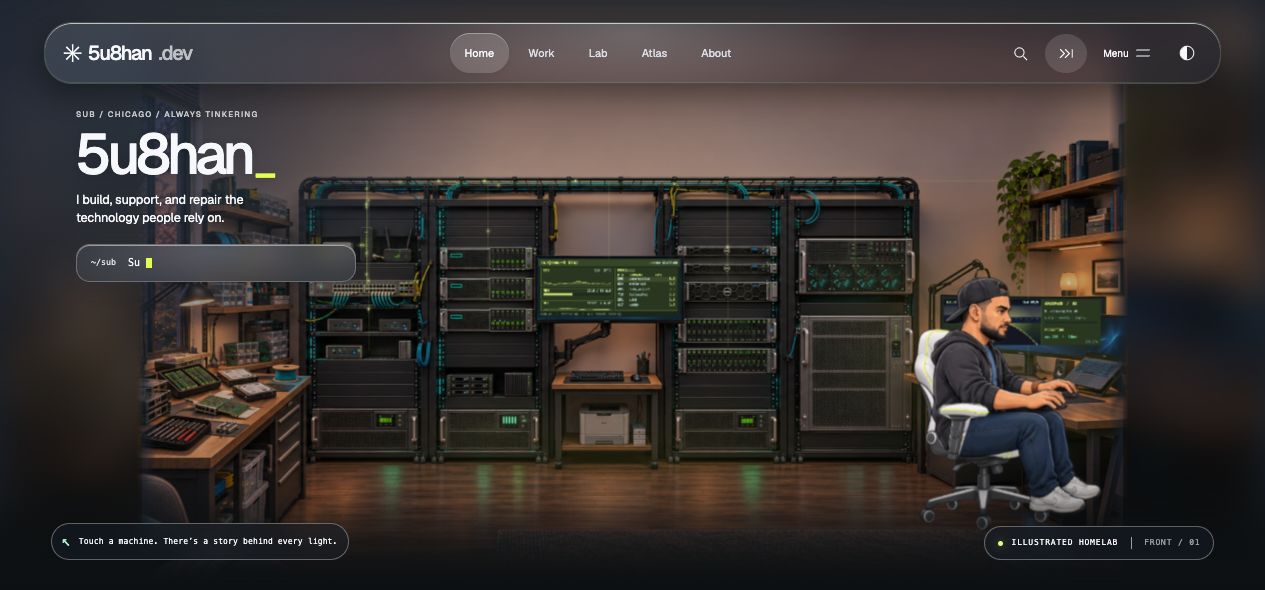 5u8han .dev
Home
Work
Lab
Atlas
About
Menu
SUB / CHICAGO / ALWAYS TINKERING
5u8han_
I build, support, and repair the
technology people rely on.
~/sub Su
Touch a machine. There's a story behind every light.
ILLUSTRATED HOMELAB | FRONT / 01